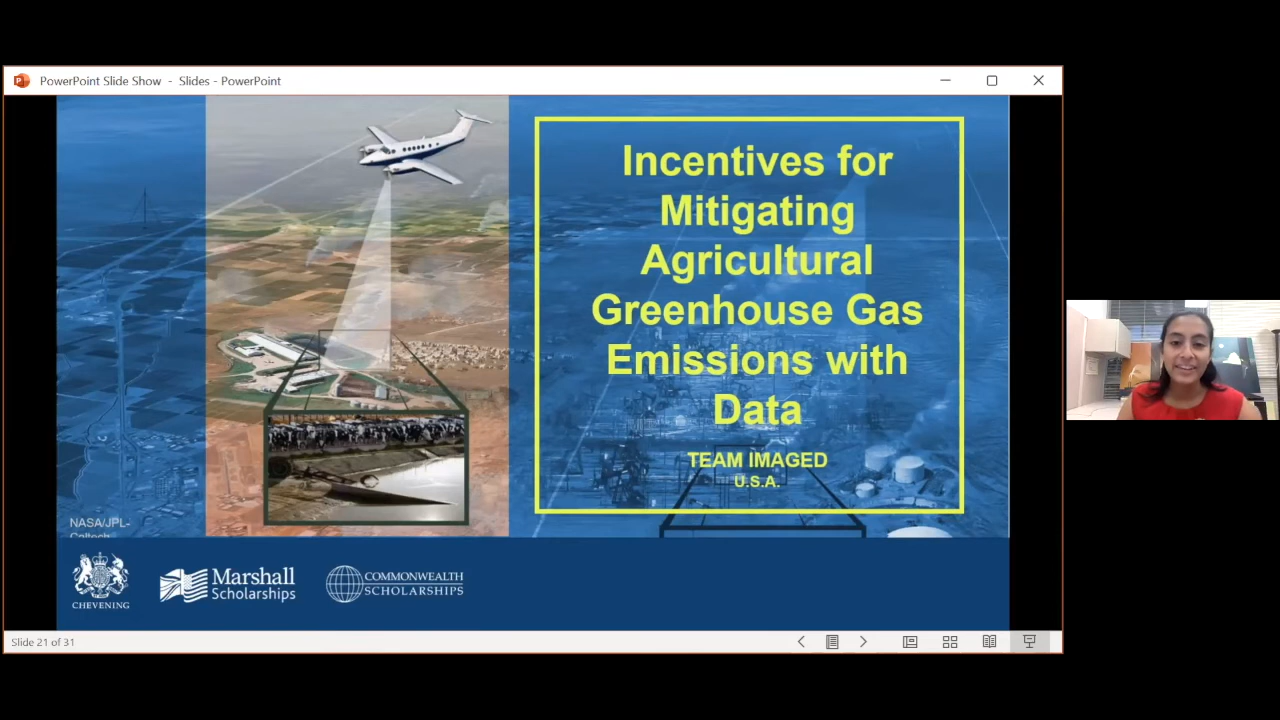 PowerPoint Slide Show - Slides - PowerPoint
Incentives for
Mitigating
Agricultural
Greenhouse Gas
Emissions with
Data
TEAM IMAGED
U.S.A.
NASA/JPL-
Caltech
CHEVENING
Marshall
Scholarships
COMMONWEALTH
SCHOLARSHIPS
Slide 21 of 31